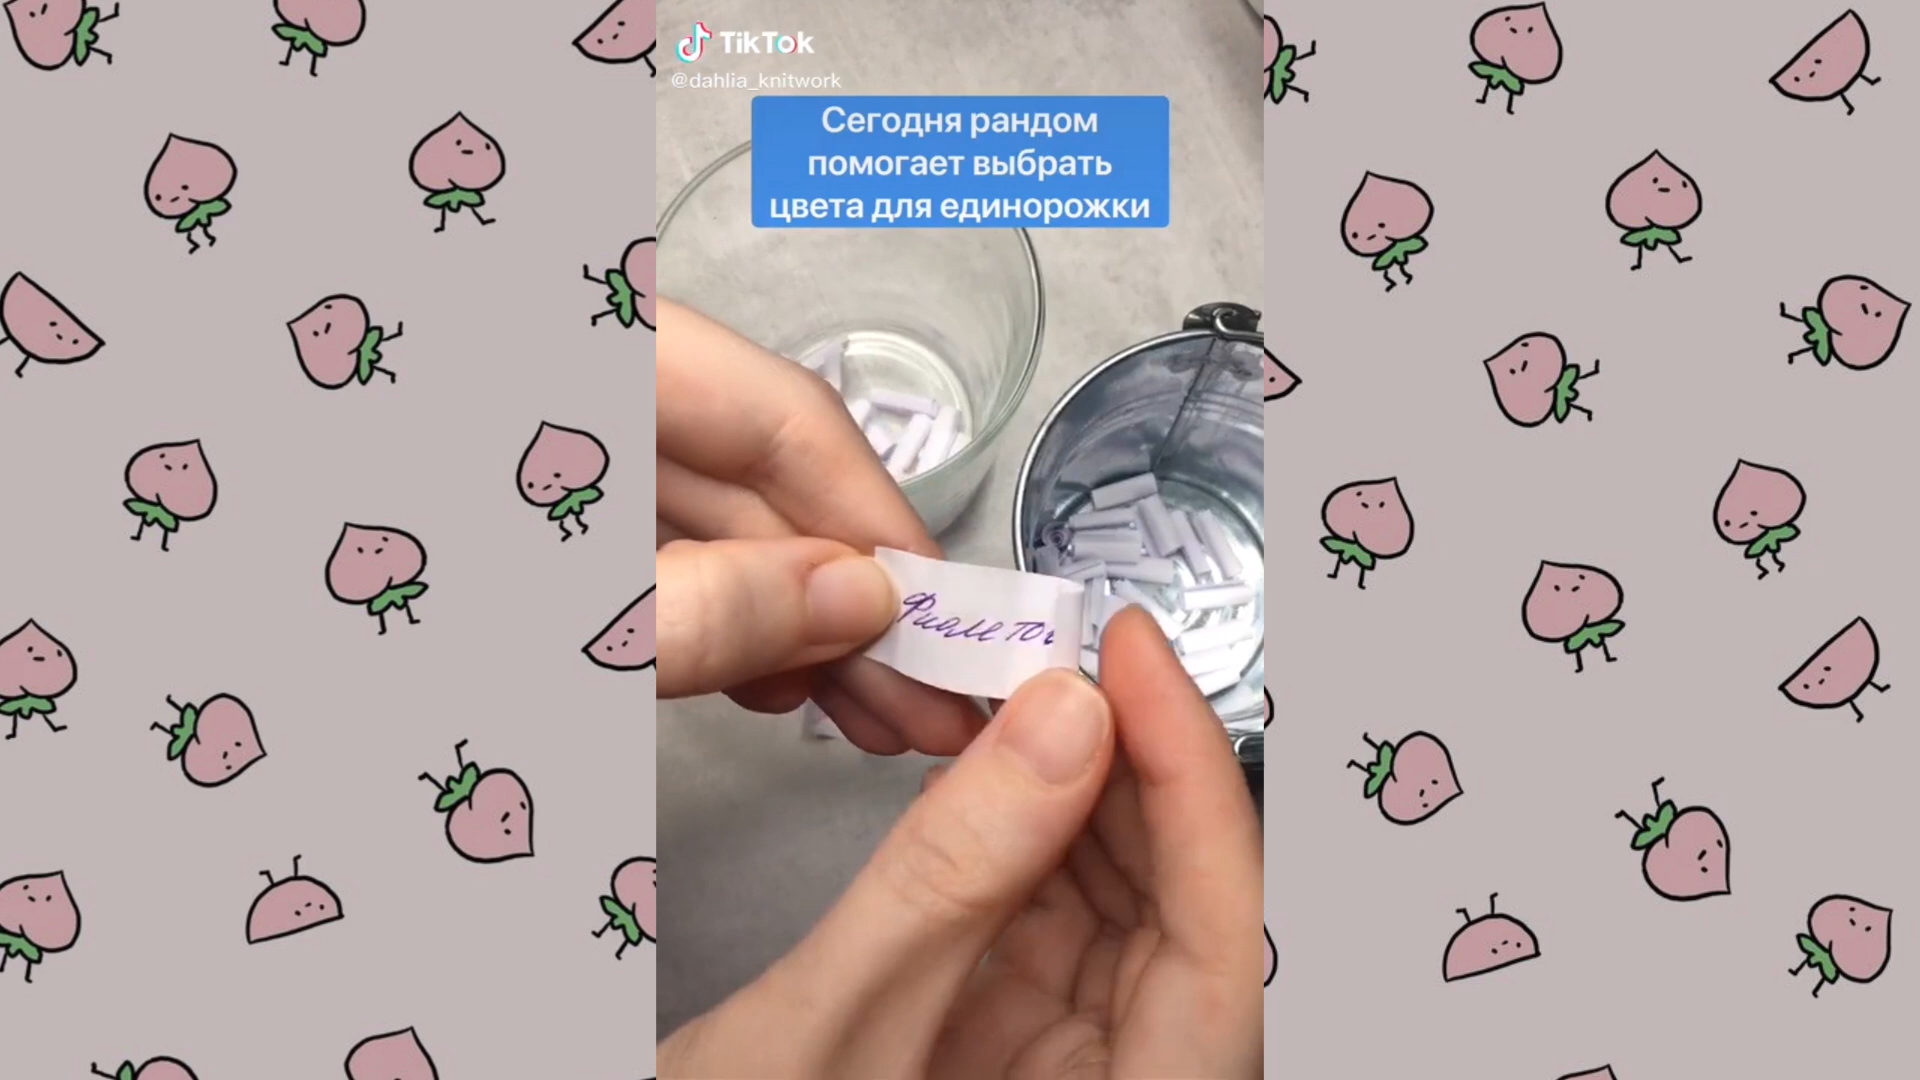 TikTok
@dahlia_knitwork
Сегодня рандом
помогает выбрать
цвета для единорожки